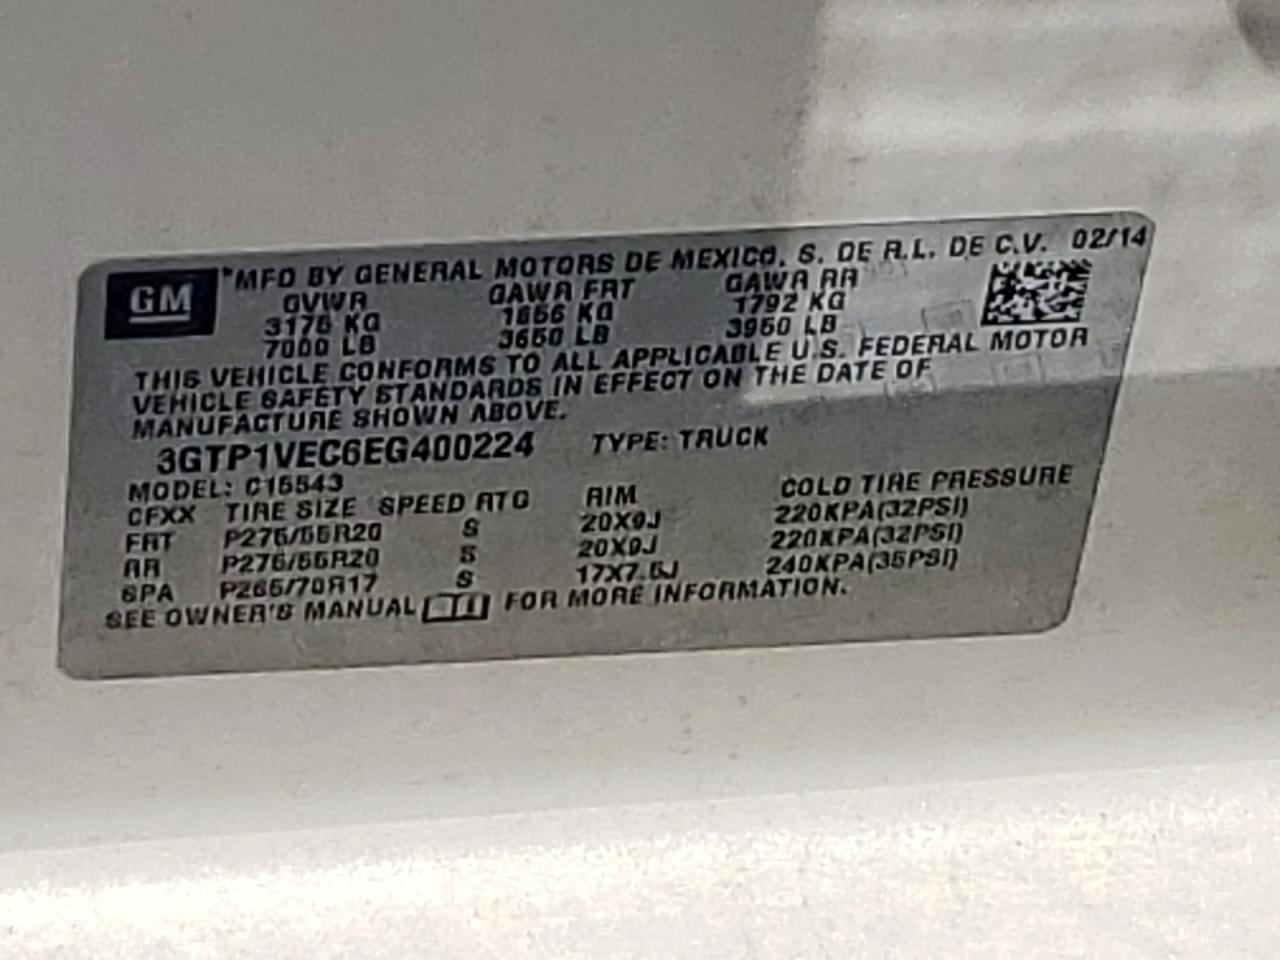 GM
*MFD BY GENERAL MOTORS DE MEXICO, S. DE R.L. DE C.V. 02/14
GVWR GAWR FRT GAWR RR
3175 KG 1656 KG 1792 KG
7000 LB 3650 LB 3950 LB
THIS VEHICLE CONFORMS TO ALL APPLICABLE U.S. FEDERAL MOTOR
VEHICLE SAFETY STANDARDS IN EFFECT ON THE DATE OF
MANUFACTURE SHOWN ABOVE.
3GTP1VEC6EG400224 TYPE: TRUCK
MODEL: C15543
CFXX TIRE SIZE SPEED RTG RIM COLD TIRE PRESSURE
FRT P275/55R20 S 20X9J 220KPA(32PSI)
RR P275/55R20 S 20X9J 220KPA(32PSI)
SPA P265/70R17 S 17X7.5J 240KPA(35PSI)
SEE OWNER'S MANUAL FOR MORE INFORMATION.